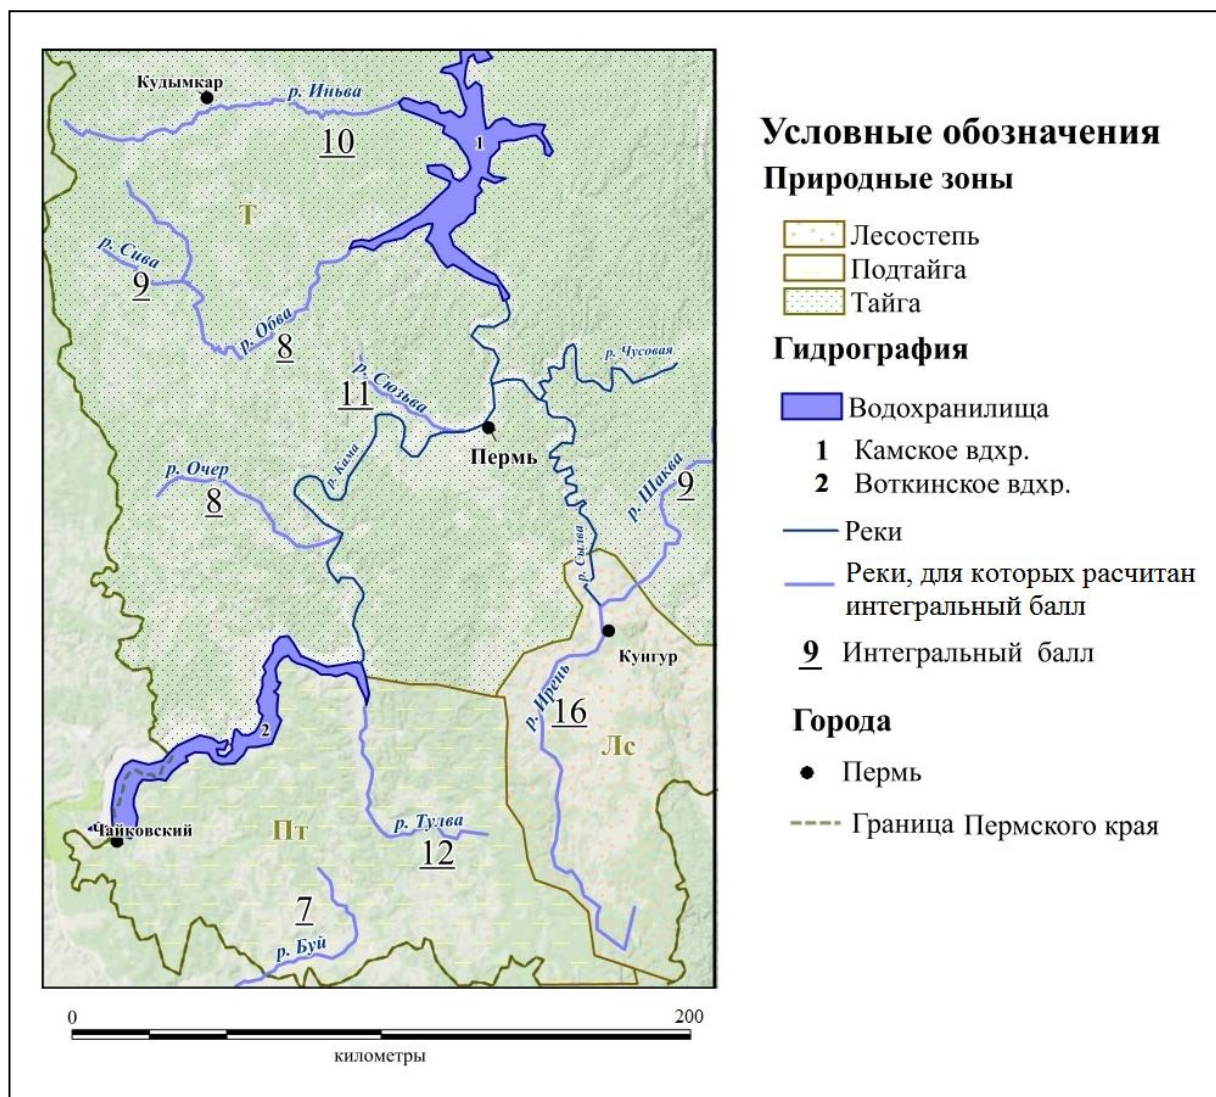 Кудымкар
р. Иньва
10
1
Т
р. Сива
9
р. Обва
8
р. Чусовая
р. Сюзьва
11
Пермь
р. Кама
р. Очер
8
р. Шаква
9
р. Сылва
Кунгур
р. Ирень
16
Лс
2
Чайковский
Пт
р. Тулва
12
7
р. Буй
0
200
километры
Условные обозначения
Природные зоны
Лесостепь
Подтайга
Тайга
Гидрография
Водохранилища
1 Камское вдхр.
2 Воткинское вдхр.
Реки
Реки, для которых расчитан
интегральный балл
9 Интегральный балл
Города
Пермь
Граница Пермского края